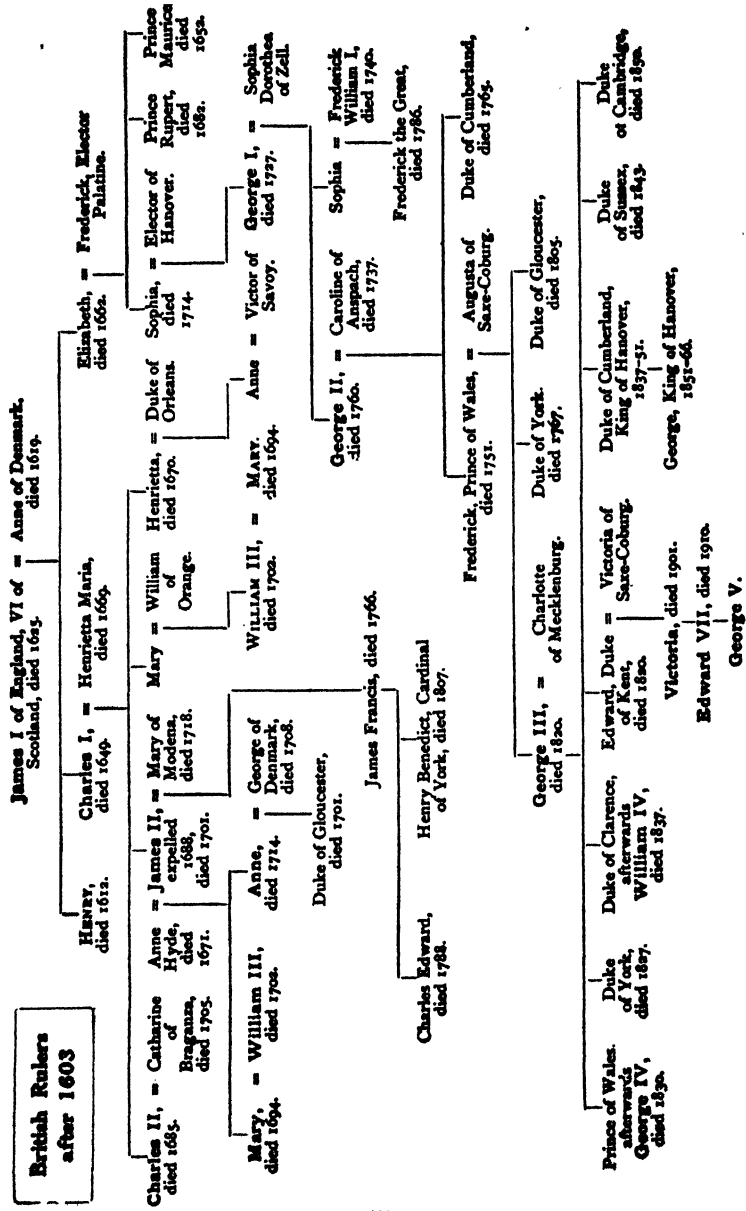 British Rulers
after 1603
James I of England, VI of = Anne of Denmark,
Scotland, died 1625. died 1619.
HENRY,
died 1612.
Charles I, = Henrietta Maria,
died 1649. died 1669.
Elizabeth, = Frederick, Elector
died 1662. Palatine.
Charles II, = Catharine
died 1685. of
Braganza,
died 1705.
Anne = James II, = Mary of
Hyde, expelled Modena,
died 1688, died 1718.
1671. died 1701.
Mary = William
of
Orange.
Henrietta, = Duke of
died 1670. Orleans.
Sophia, = Elector of
died Hanover.
1714.
Prince
Rupert,
died
1682.
Prince
Maurice
died
1652.
Mary, = William III,
died 1694. died 1702.
Anne, = George of
died 1714. Denmark,
died 1708.
Duke of Gloucester,
died 1701.
WILLIAM III, = MARY.
died 1702. died 1694.
Anne = Victor of
Savoy.
George I, = Sophia
died 1727. Dorothea
of Zell.
James Francis, died 1766.
Charles Edward,
died 1788.
Henry Benedict, Cardinal
of York, died 1807.
George II, = Caroline of
died 1760. Anspach,
died 1737.
Sophia = Frederick
William I,
died 1740.
Frederick the Great,
died 1786.
Frederick, Prince of Wales, = Augusta of
died 1751. Saxe-Coburg.
Duke of Cumberland,
died 1765.
George III, = Charlotte
died 1820. of Mecklenburg.
Duke of York.
died 1767.
Duke of Gloucester,
died 1805.
Prince of Wales.
afterwards
George IV,
died 1830.
Duke
of York,
died 1827.
Duke of Clarence,
afterwards
William IV,
died 1837.
Edward, Duke = Victoria of
of Kent, Saxe-Coburg.
died 1820.
Duke of Cumberland,
King of Hanover,
1837-51.
Duke
of Sussex,
died 1843.
Duke
of Cambridge,
died 1850.
Victoria, died 1901.
George, King of Hanover,
1851-66.
Edward VII, died 1910.
George V.